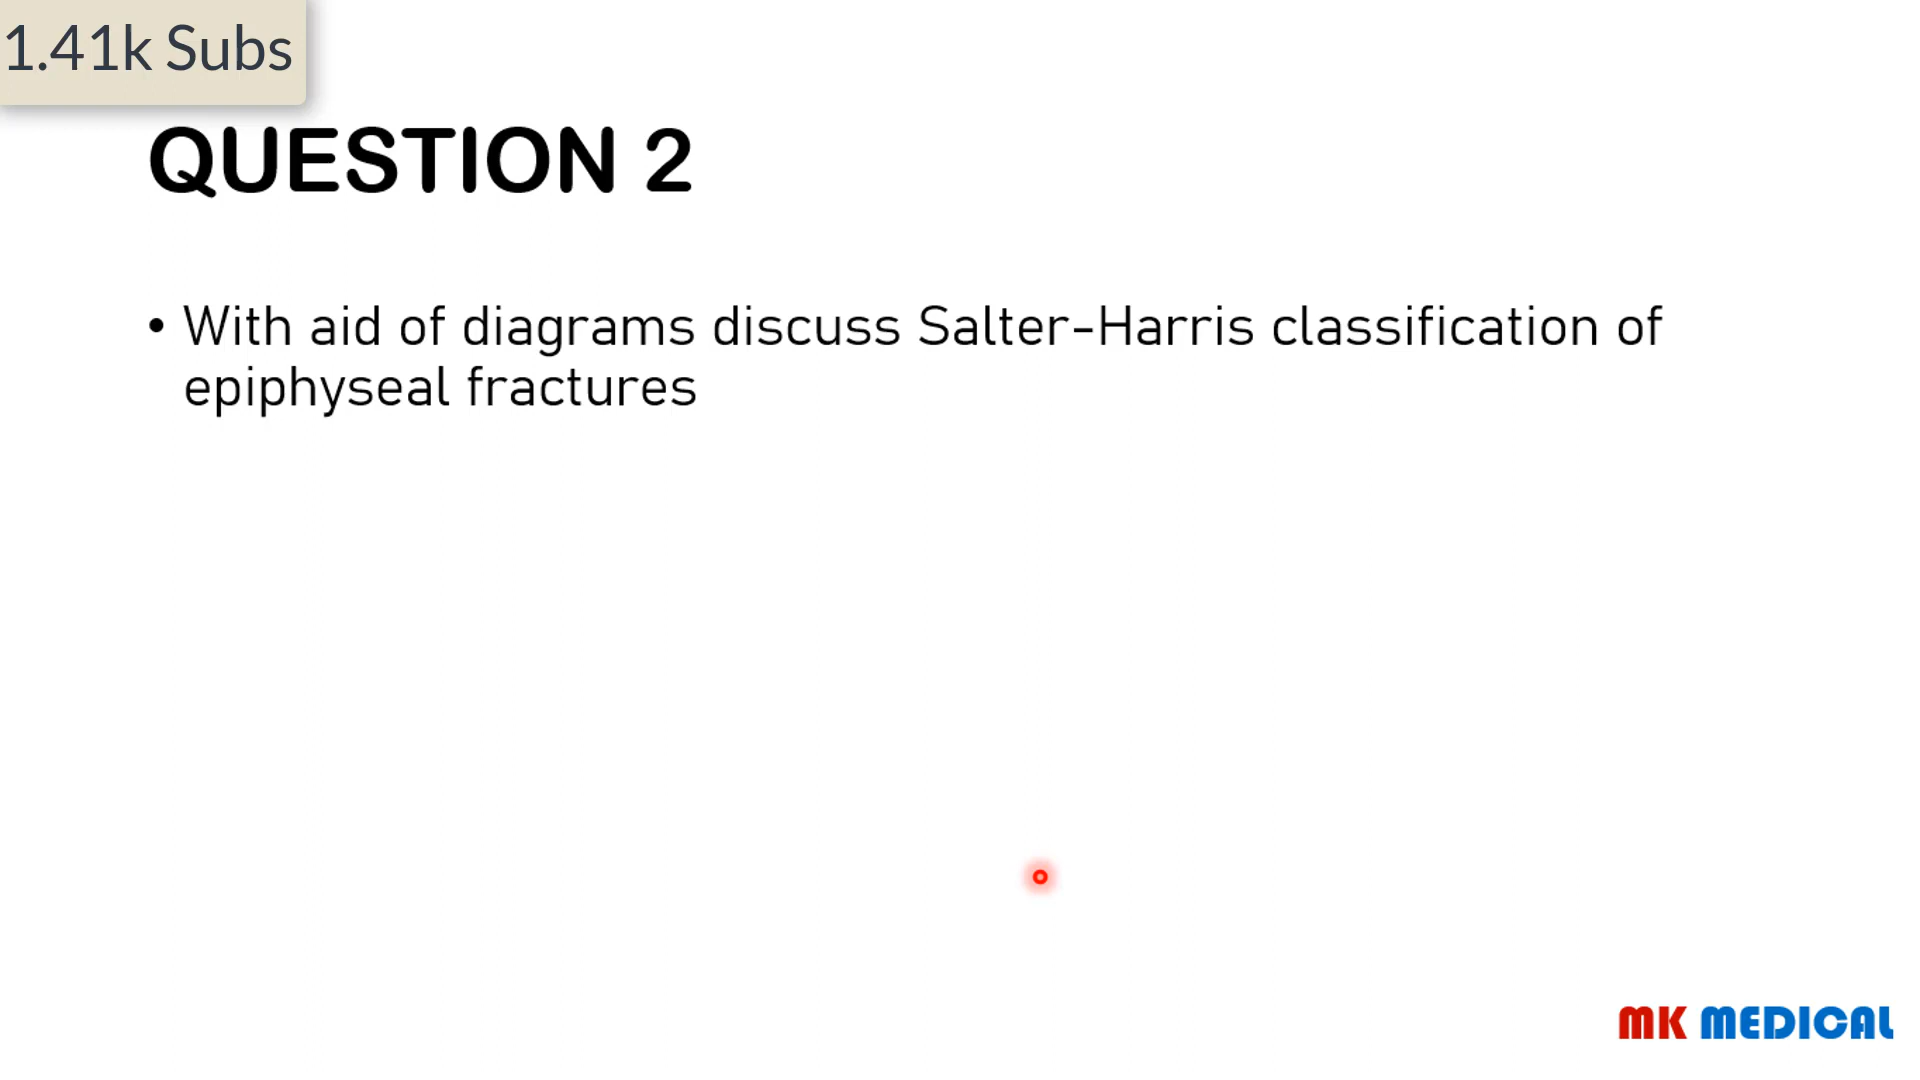 1.41k Subs
QUESTION 2
• With aid of diagrams discuss Salter-Harris classification of
epiphyseal fractures
MK MEDICAL